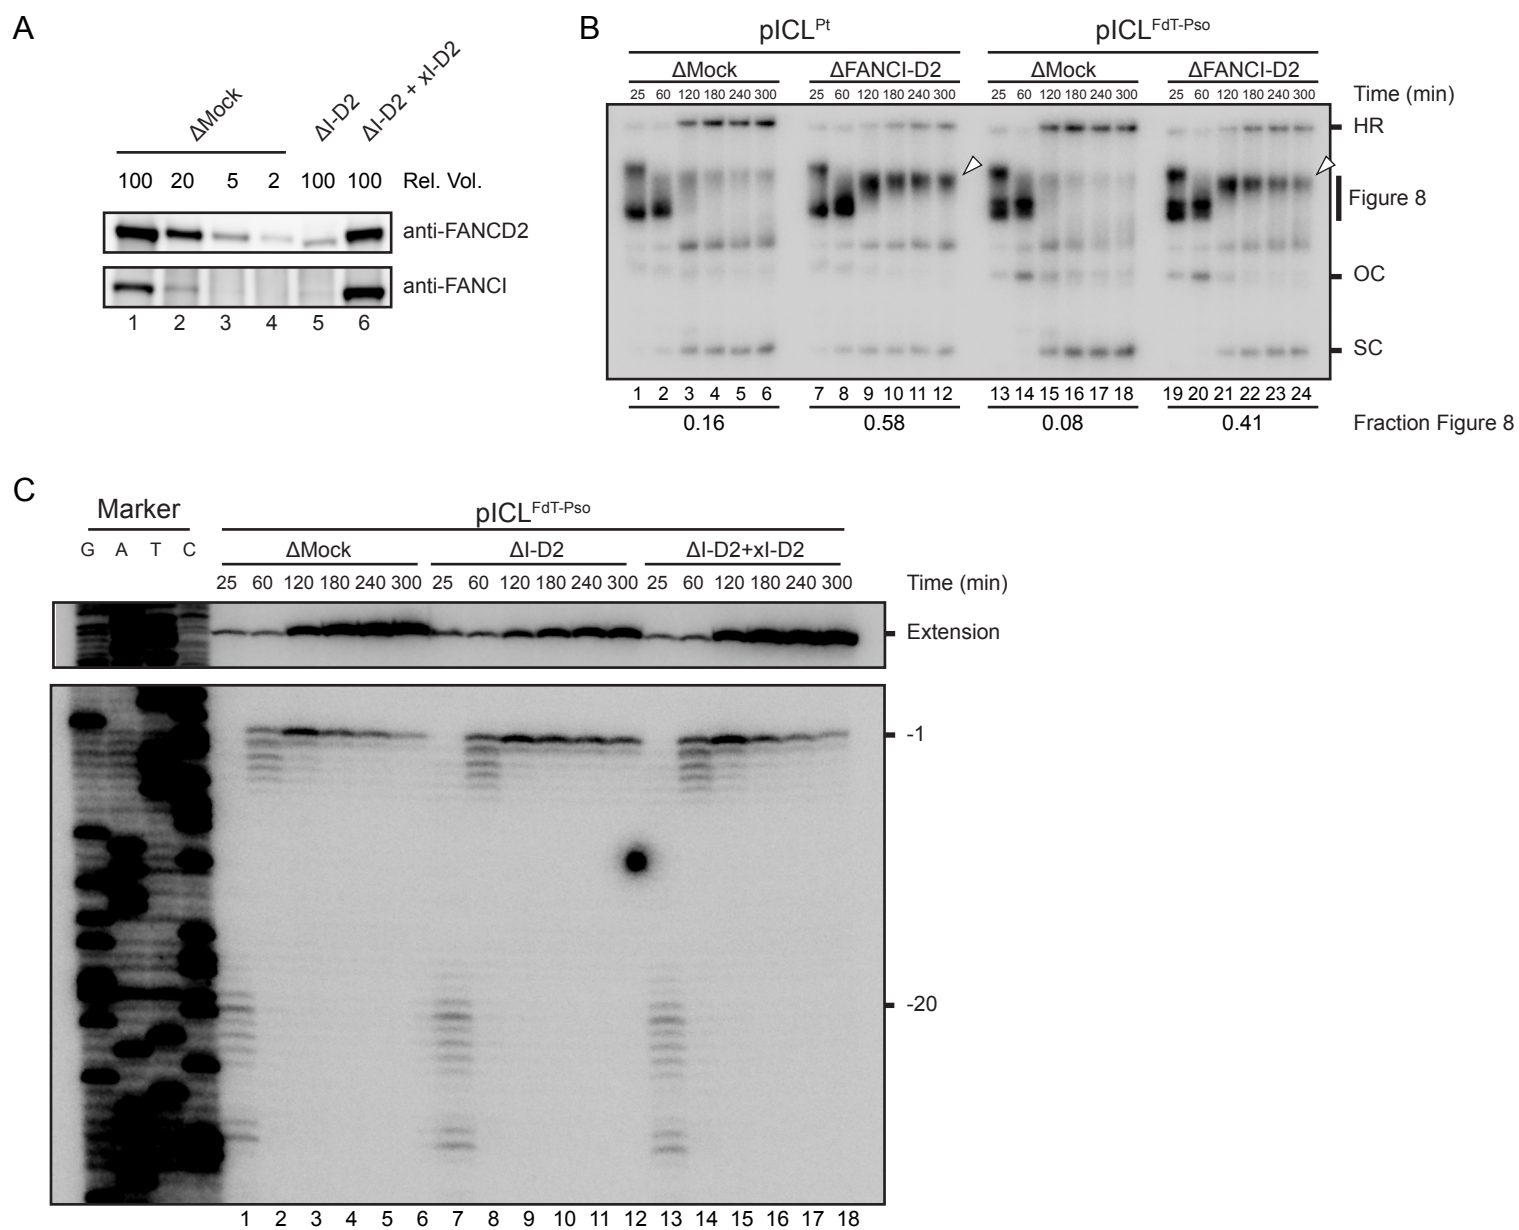 A
ΔMock ΔI-D2 ΔI-D2 + xI-D2
100 20 5 2 100 100 Rel. Vol.
anti-FANCD2
anti-FANCI
1 2 3 4 5 6
B
pICLPt pICLFdT-Pso
ΔMock ΔFANCI-D2 ΔMock ΔFANCI-D2
25 60 120 180 240 300 25 60 120 180 240 300 25 60 120 180 240 300 25 60 120 180 240 300 Time (min)
HR
Figure 8
OC
SC
1 2 3 4 5 6 7 8 9 10 11 12 13 14 15 16 17 18 19 20 21 22 23 24
0.16 0.58 0.08 0.41 Fraction Figure 8
C
Marker pICLFdT-Pso
G A T C ΔMock ΔI-D2 ΔI-D2+xI-D2
25 60 120 180 240 300 25 60 120 180 240 300 25 60 120 180 240 300 Time (min)
Extension
-1
-20
1 2 3 4 5 6 7 8 9 10 11 12 13 14 15 16 17 18